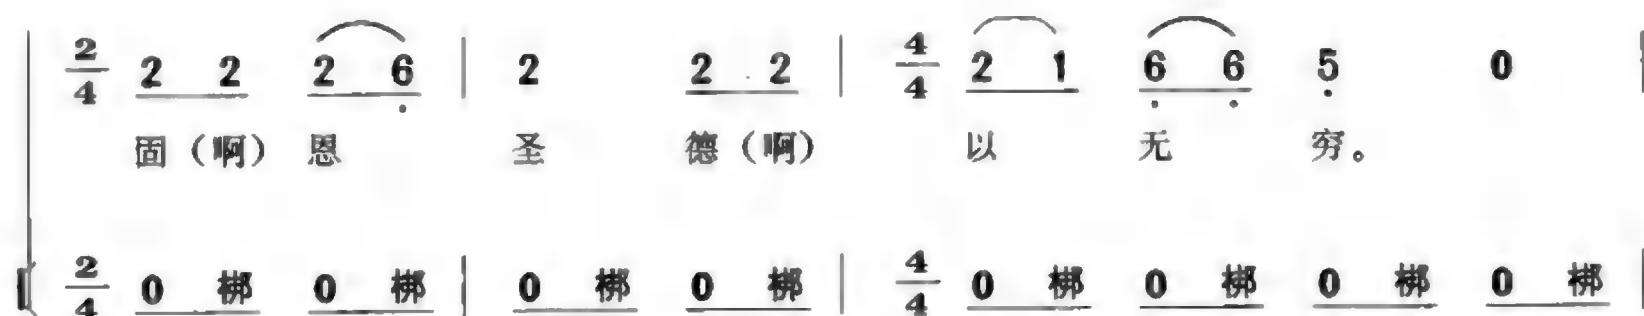 2/4 2 2 2 6 | 2 2 2 | 4/4 2 1 6 6 5 0
固（啊）恩 圣 德（啊） 以 无 穷。
2/4 0 梆 0 梆 | 0 梆 0 梆 | 4/4 0 梆 0 梆 0 梆 0 梆